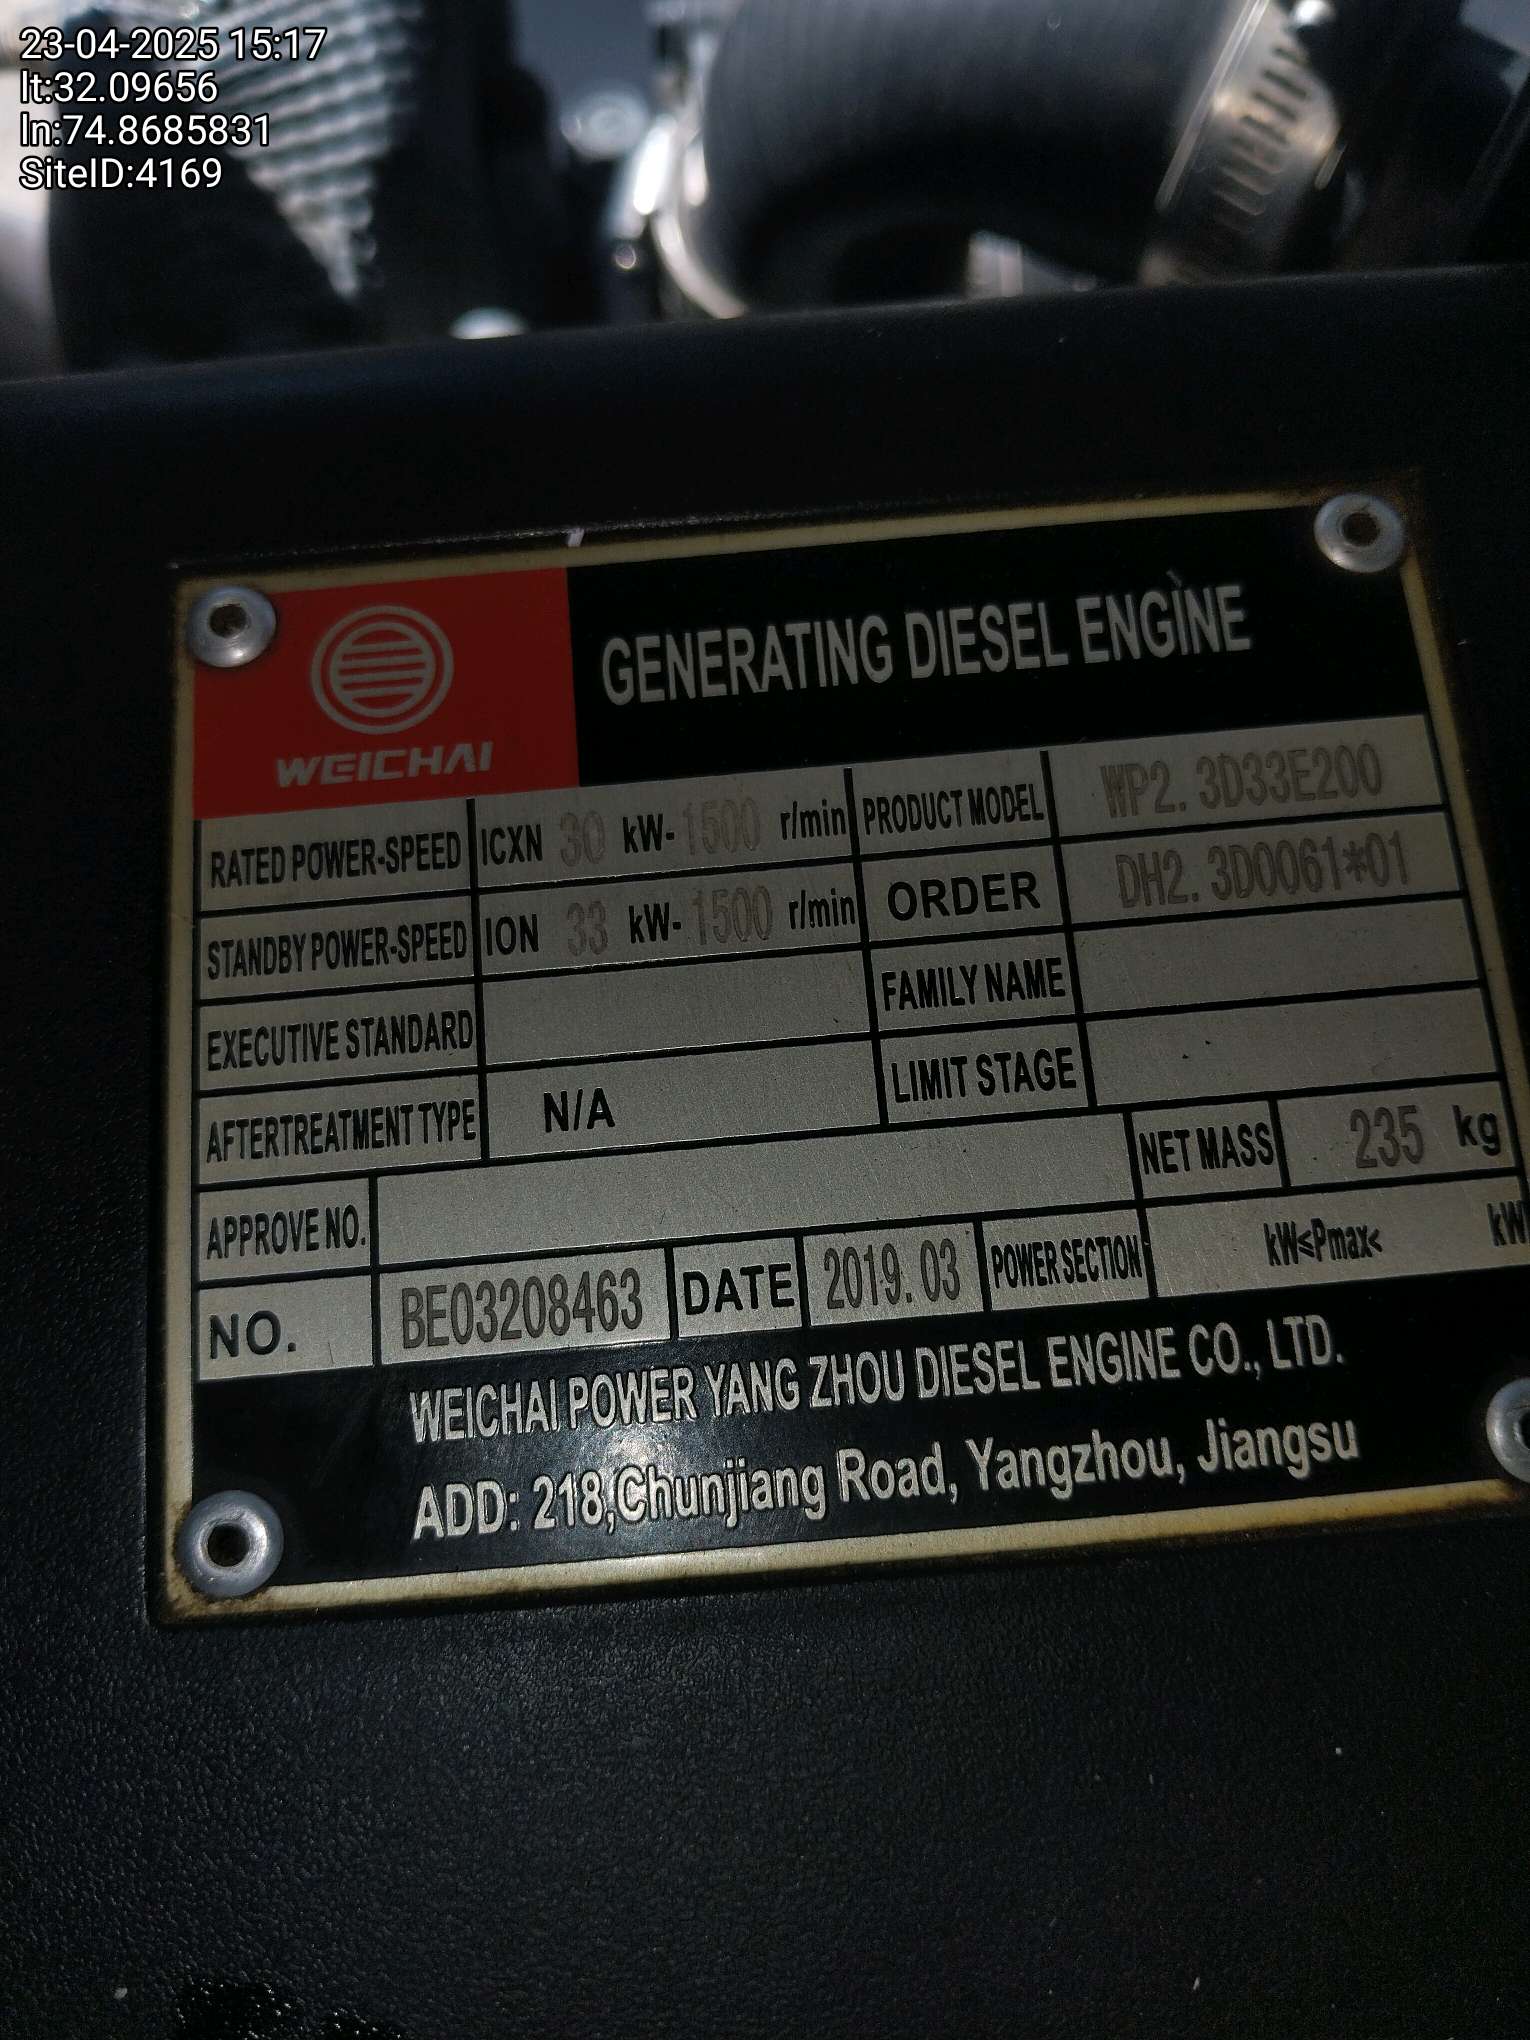 23-04-2025 15:17
lt:32.09656
ln:74.8685831
SiteID:4169
WEICHAI
GENERATING DIESEL ENGÌNE
RATED POWER-SPEED ICXN 30 kW- 1500 r/min PRODUCT MODEL WP2. 3D33E200
STANDBY POWER-SPEED ION 33 kW- 1500 r/min ORDER DH2. 3D0061*01
EXECUTIVE STANDARD FAMILY NAME
AFTERTREATMENT TYPE N/A LIMIT STAGE
APPROVE NO. NET MASS 235 kg
NO. BE03208463 DATE 2019. 03 POWER SECTION kW≤Pmax< kW
WEICHAI POWER YANG ZHOU DIESEL ENGINE CO., LTD.
ADD: 218,Chunjiang Road, Yangzhou, Jiangsu